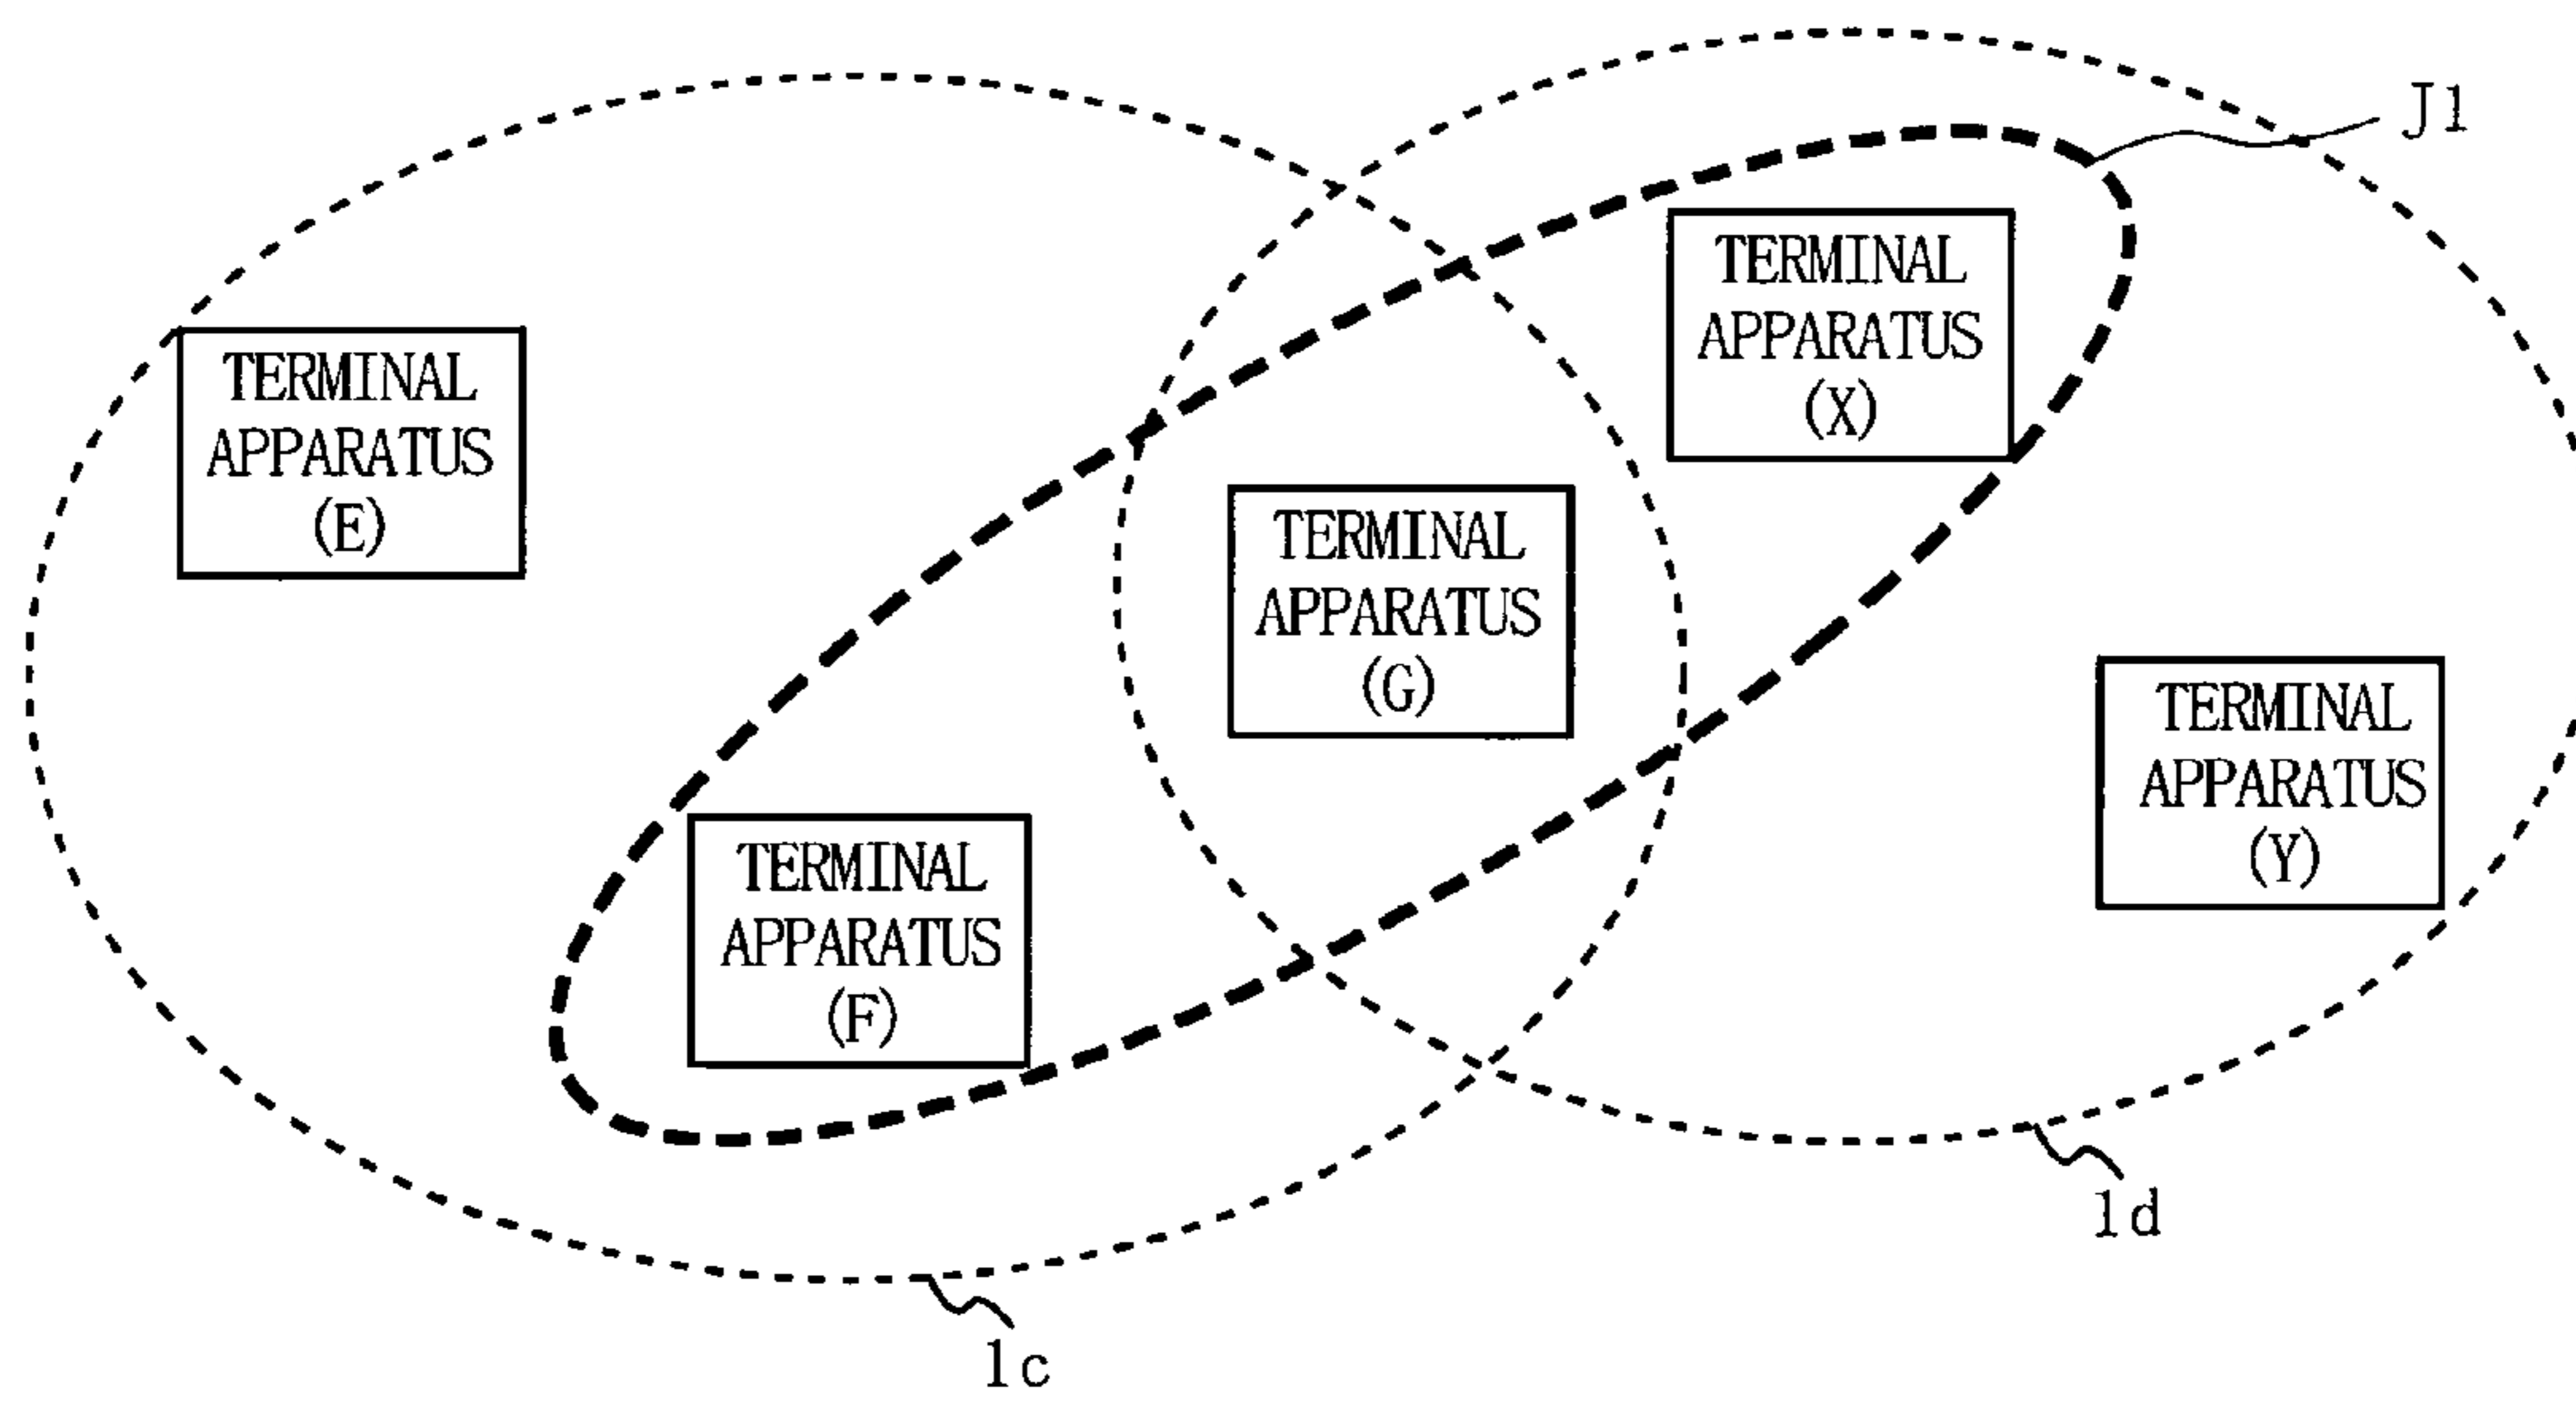 J1
TERMINAL
APPARATUS
(X)
TERMINAL
APPARATUS
(E)
TERMINAL
APPARATUS
(G)
TERMINAL
APPARATUS
(Y)
TERMINAL
APPARATUS
(F)
1d
1c